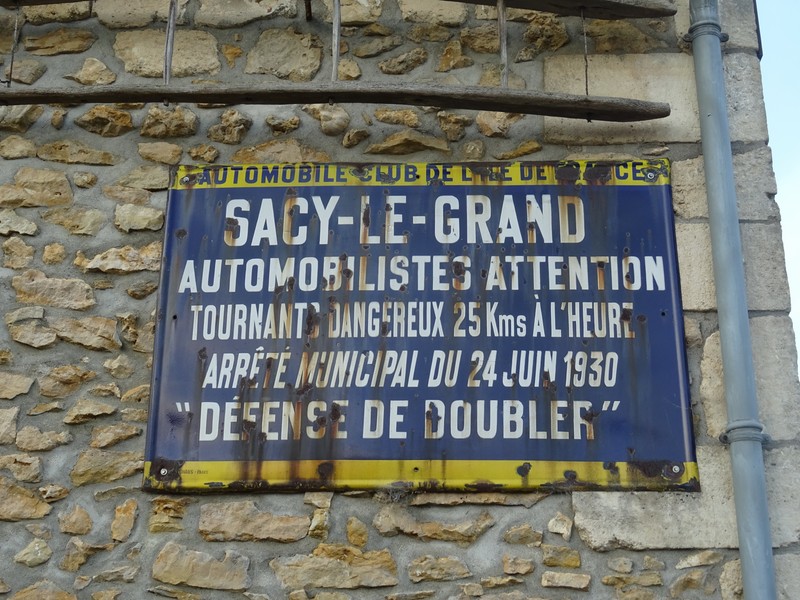 AUTOMOBILE CLUB DE L'ILE DE FRANCE
SACY-LE-GRAND
AUTOMOBILISTES ATTENTION
TOURNANTS DANGEREUX 25 Kms À L'HEURE
ARRÊTÉ MUNICIPAL DU 24 JUIN 1930
"DÉFENSE DE DOUBLER"